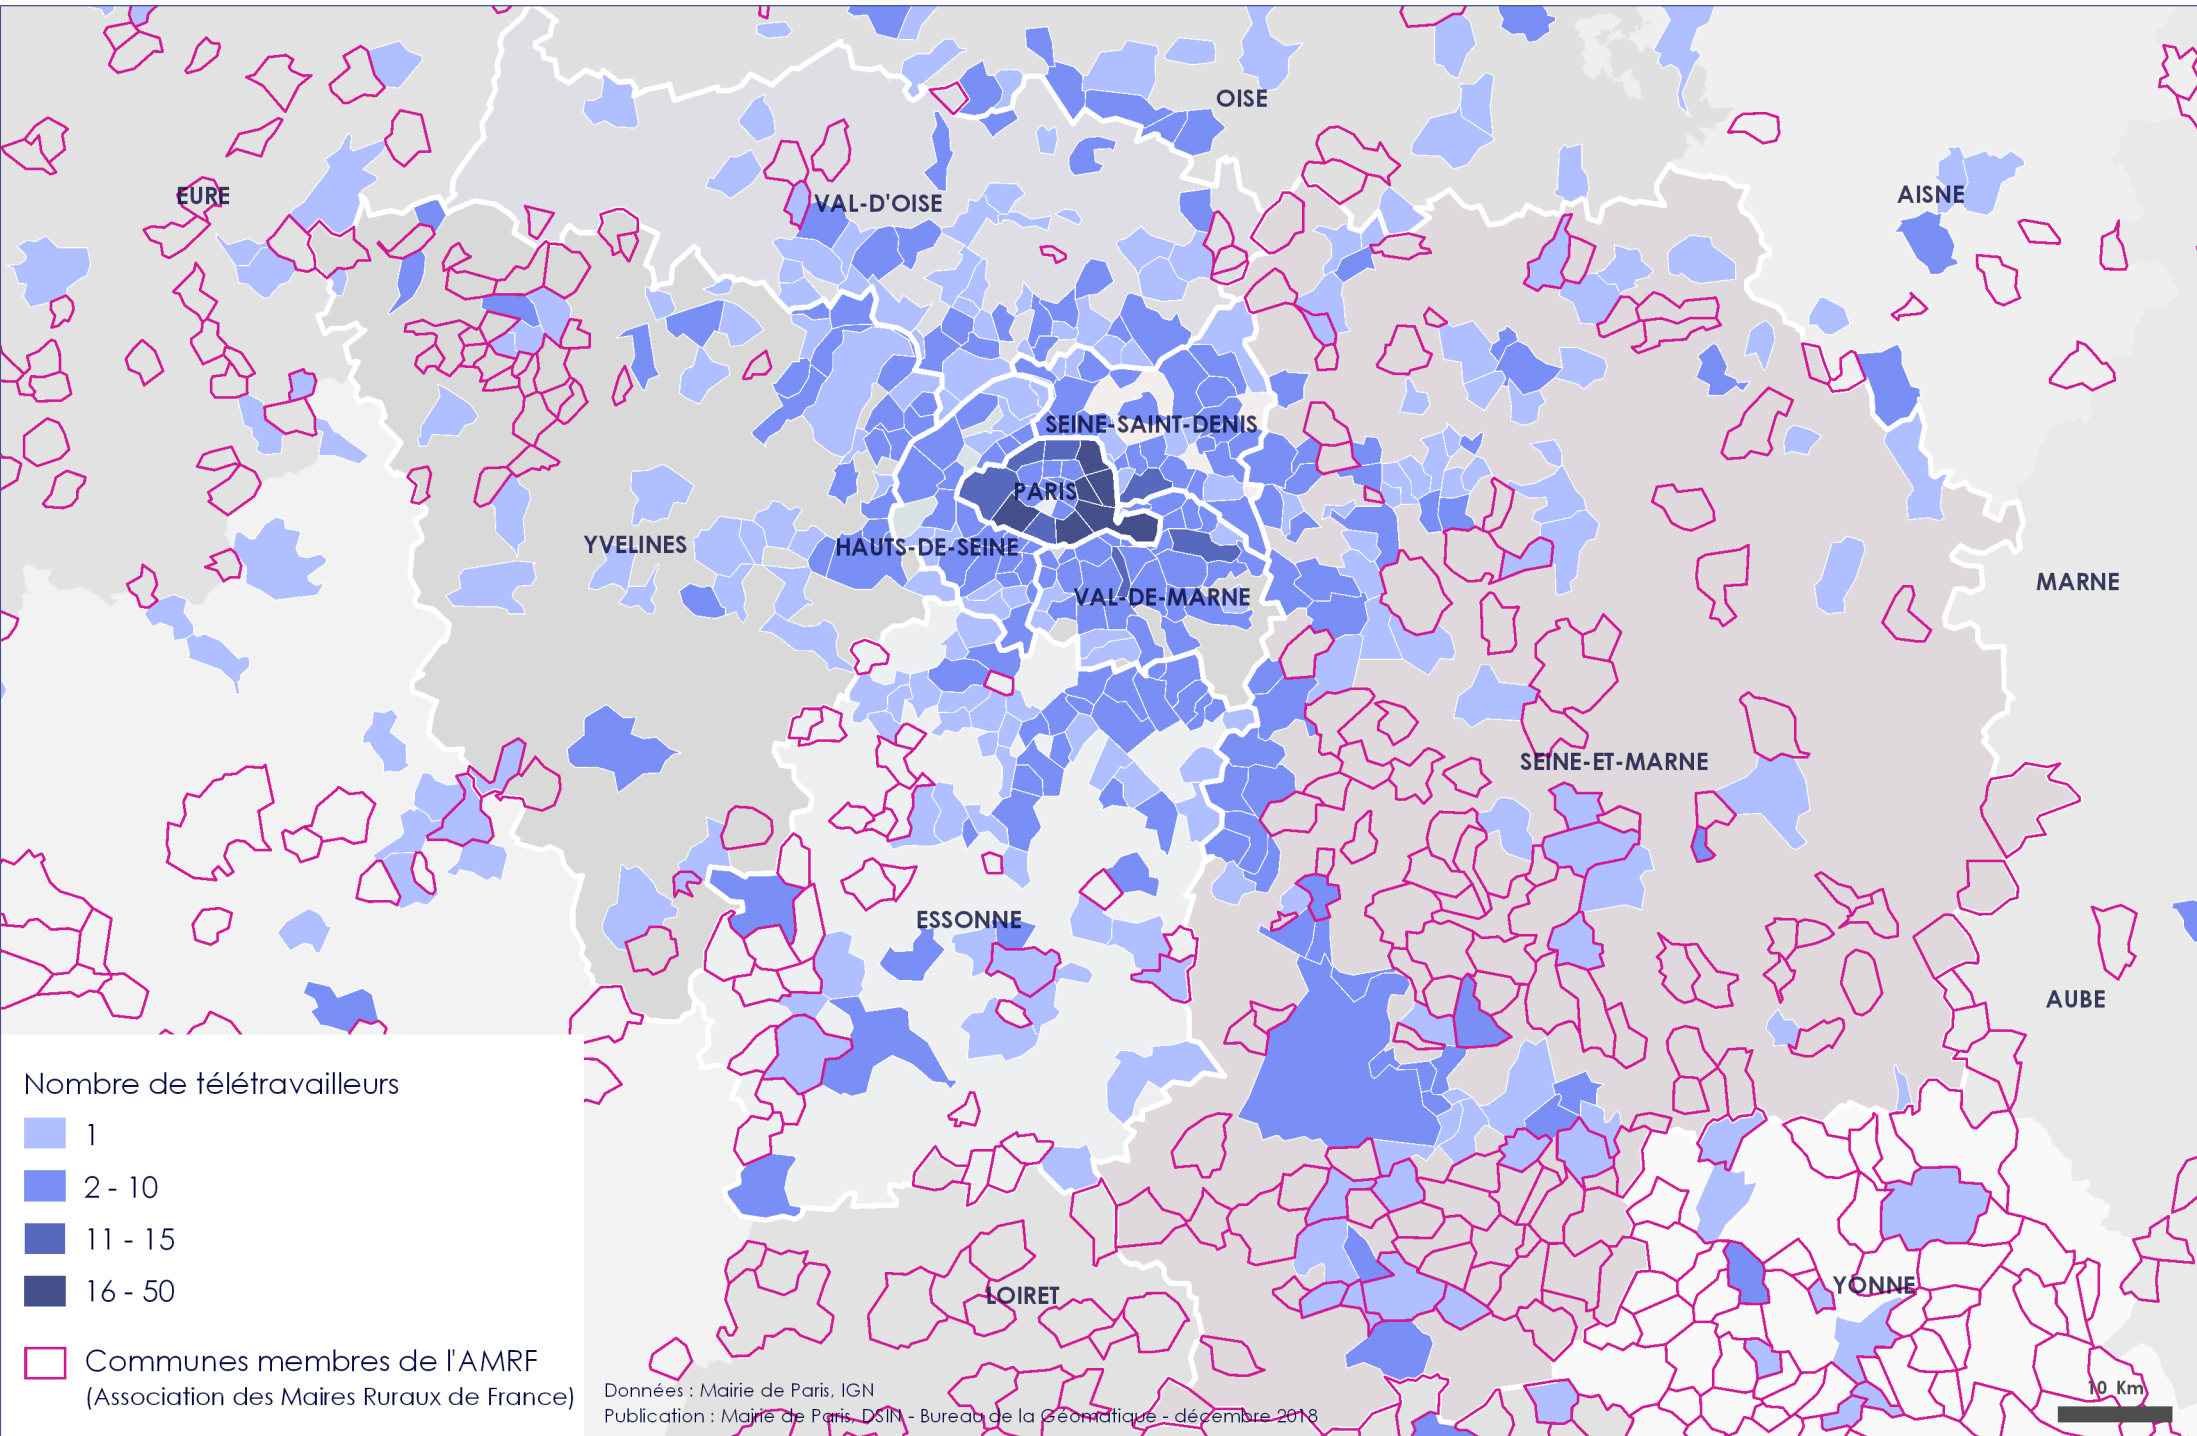 OISE
EURE
VAL-D'OISE
AISNE
SEINE-SAINT-DENIS
PARIS
YVELINES
HAUTS-DE-SEINE
VAL-DE-MARNE
MARNE
SEINE-ET-MARNE
ESSONNE
AUBE
LOIRET
YONNE
Nombre de télétravailleurs
1
2 - 10
11 - 15
16 - 50
Communes membres de l'AMRF
(Association des Maires Ruraux de France)
Données : Mairie de Paris, IGN
Publication : Mairie de Paris, DSIN - Bureau de la Géomatique - décembre 2018
10 Km